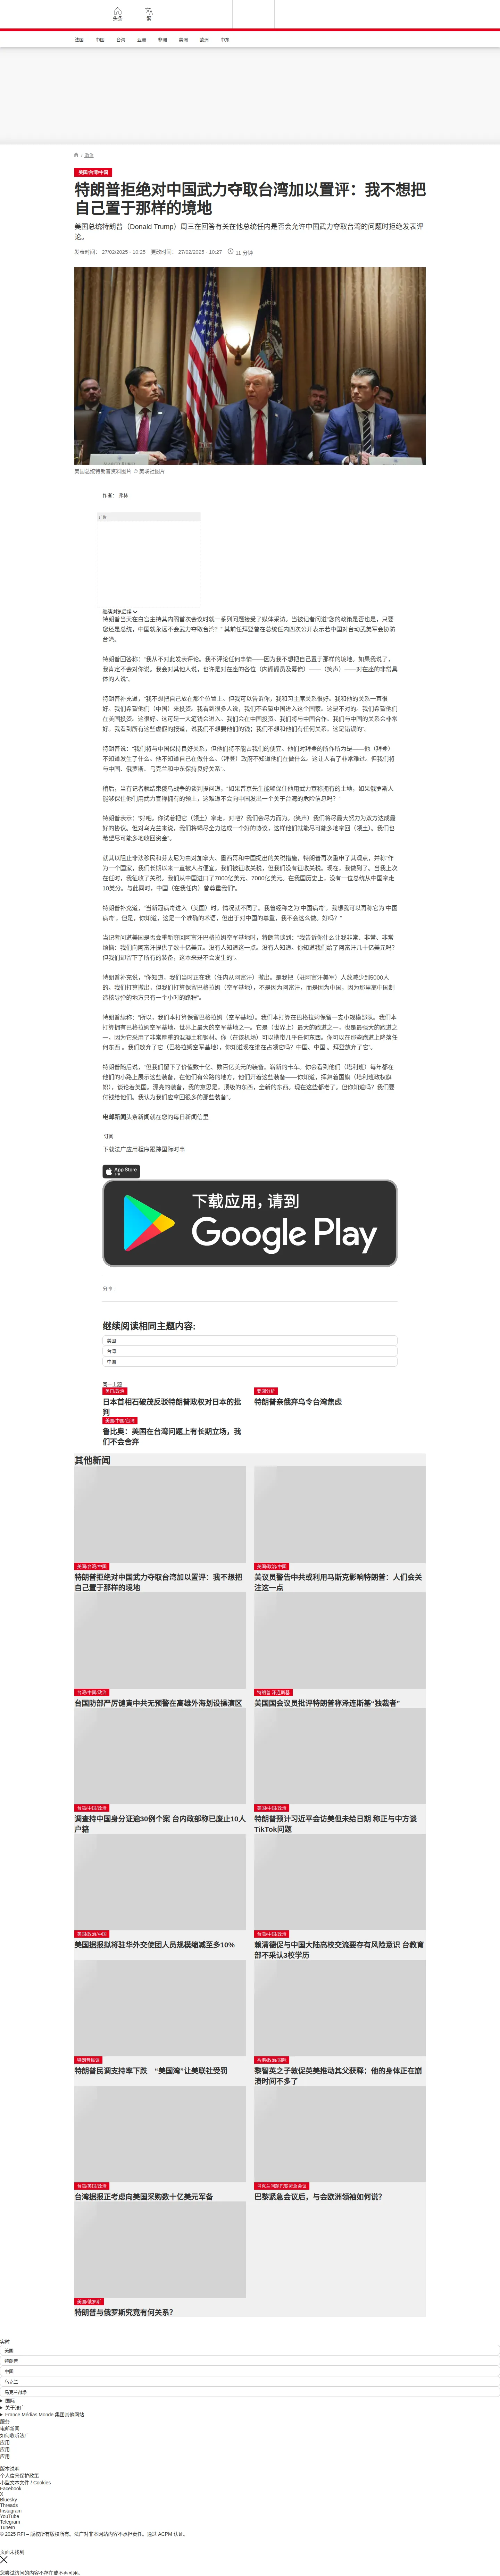 头条
繁
法国
中国
台海
亚洲
非洲
美洲
欧洲
中东
政治
美国/台湾/中国
特朗普拒绝对中国武力夺取台湾加以置评：我不想把
自己置于那样的境地
美国总统特朗普（Donald Trump）周三在回答有关在他总统任内是否会允许中国武力夺取台湾的问题时拒绝发表评
论。
发表时间： 27/02/2025 - 10:25 更改时间： 27/02/2025 - 10:27 11 分钟
美国总统特朗普资料图片 © 美联社图片
作者： 弗林
广告
继续浏览后续
特朗普当天在白宫主持其内阁首次会议时就一系列问题接受了媒体采访。当被记者问道"您的政策是否也是，只要
您还是总统，中国就永远不会武力夺取台湾？" 其前任拜登曾在总统任内四次公开表示若中国对台动武美军会协防
台湾。
特朗普回答称："我从不对此发表评论。我不评论任何事情——因为我不想把自己置于那样的境地。如果我说了，
我肯定不会对你说。我会对其他人说，也许是对在座的各位（内阁阁员及幕僚）——（笑声）——对在座的非常具
体的人说"。
特朗普补充道，"我不想把自己放在那个位置上。但我可以告诉你，我和习主席关系很好。我和他的关系一直很
好。我们希望他们（中国）来投资。我看到很多人说，我们不希望中国进入这个国家。这是不对的。我们希望他们
在美国投资。这很好。这可是一大笔钱会进入。我们会在中国投资。我们将与中国合作。我们与中国的关系会非常
好。我看到所有这些虚假的报道，说我们不想要他们的钱；我们不想和他们有任何关系。这是错误的"。
特朗普说："我们将与中国保持良好关系，但他们将不能占我们的便宜。他们对拜登的所作所为是——他（拜登）
不知道发生了什么。他不知道自己在做什么。（拜登）政府不知道他们在做什么。这让人看了非常难过。但我们将
与中国、俄罗斯、乌克兰和中东保持良好关系"。
稍后，当有记者就结束俄乌战争的谈判提问道，"如果普京先生能够保住他用武力宣称拥有的土地，如果俄罗斯人
能够保住他们用武力宣称拥有的领土，这难道不会向中国发出一个关于台湾的危险信息吗？"
特朗普表示："好吧。你试着把它（领土）拿走，对吧？我们会尽力而为。(笑声）我们将尽最大努力为双方达成最
好的协议。但对乌克兰来说，我们将竭尽全力达成一个好的协议，这样他们就能尽可能多地拿回（领土）。我们也
希望尽可能多地收回资金"。
就其以阻止非法移民和芬太尼为由对加拿大、墨西哥和中国提出的关税措施，特朗普再次重申了其观点，并称"作
为一个国家，我们长期以来一直被人占便宜。我们被征收关税，但我们没有征收关税。现在，我做到了。当我上次
在任时，我征收了关税。我们从中国进口了7000亿美元、7000亿美元。在我国历史上，没有一位总统从中国拿走
10美分。与此同时，中国（在我任内）曾尊重我们"。
特朗普补充道，"当新冠病毒进入（美国）时，情况就不同了。我曾经称之为'中国病毒'。我想我可以再称它为'中国
病毒'。但是，你知道，这是一个准确的术语，但出于对中国的尊重，我不会这么做。好吗？"
当记者问道美国是否会重新夺回阿富汗巴格拉姆空军基地时，特朗普谈到："我告诉你什么让我非常、非常、非常
烦恼：我们向阿富汗提供了数十亿美元。没有人知道这一点。没有人知道。你知道我们给了阿富汗几十亿美元吗？
但我们却留下了所有的装备，这本来是不会发生的"。
特朗普补充说，"你知道，我们当时正在我（任内从阿富汗）撤出。是我把（驻阿富汗美军）人数减少到5000人
的。我们打算撤出，但我们打算保留巴格拉姆（空军基地），不是因为阿富汗，而是因为中国，因为那里离中国制
造核导弹的地方只有一个小时的路程"。
特朗普续称："所以，我们本打算保留巴格拉姆（空军基地）。我们本打算在巴格拉姆保留一支小规模部队。我们本
打算拥有巴格拉姆空军基地，世界上最大的空军基地之一。它是（世界上）最大的跑道之一，也是最强大的跑道之
一，因为它采用了非常厚重的混凝土和钢材。你（在该机场）可以携带几乎任何东西。你可以在那些跑道上降落任
何东西 。我们放弃了它（巴格拉姆空军基地），你知道现在谁在占领它吗？中国。中国 。拜登放弃了它"。
特朗普随后说，"但我们留下了价值数十亿、数百亿美元的装备、崭新的卡车。你会看到他们（塔利班）每年都在
他们的小路上展示这些装备。在他们有公路的地方，他们开着这些装备——你知道，挥舞着国旗（塔利班政权旗
帜），谈论着美国。漂亮的装备。我的意思是，顶级的东西，全新的东西。现在这些都老了。但你知道吗？我们要
付钱给他们。我认为我们应拿回很多的那些装备"。
电邮新闻头条新闻就在您的每日新闻信里
订阅
下载法广应用程序跟踪国际时事
App Store
下载
下载应用，请到
Google Play
分享 :
继续阅读相同主题内容:
美国
台湾
中国
同一主题
美日/政治
日本首相石破茂反驳特朗普政权对日本的批
判
要闻分析
特朗普亲俄弃乌令台湾焦虑
美国/中国/台湾
鲁比奥：美国在台湾问题上有长期立场，我
们不会舍弃
其他新闻
美国/台湾/中国
特朗普拒绝对中国武力夺取台湾加以置评：我不想把
自己置于那样的境地
美国/政治/中国
美议员警告中共或利用马斯克影响特朗普：人们会关
注这一点
台湾/中国/政治
台国防部严厉谴责中共无预警在高雄外海划设操演区
特朗普 泽连斯基
美国国会议员批评特朗普称泽连斯基"独裁者"
台湾/中国/政治
调查持中国身分证逾30例个案 台内政部称已废止10人
户籍
美国/中国/政治
特朗普预计习近平会访美但未给日期 称正与中方谈
TikTok问题
美国/政治/中国
美国据报拟将驻华外交使团人员规模缩减至多10%
台湾/中国/政治
赖清德促与中国大陆高校交流要存有风险意识 台教育
部不采认3校学历
特朗普民调
特朗普民调支持率下跌 "美国湾"让美联社受罚
香港/政治/国际
黎智英之子敦促英美推动其父获释：他的身体正在崩
溃时间不多了
台湾/美国/政治
台湾据报正考虑向美国采购数十亿美元军备
乌克兰问题巴黎紧急会议
巴黎紧急会议后，与会欧洲领袖如何说?
美国/俄罗斯
特朗普与俄罗斯究竟有何关系?
实时
美国
特朗普
中国
乌克兰
乌克兰战争
国际
关于法广
France Médias Monde 集团其他网站
服务
电邮新闻
如何收听法广
应用
应用
应用
版本说明
个人信息保护政策
小型文本文件 / Cookies
Facebook
X
Bluesky
Threads
Instagram
YouTube
Telegram
TuneIn
© 2025 RFI – 版权所有版权所有。法广对非本网站内容不承担责任。通过 ACPM 认证。
页面未找到
您尝试访问的内容不存在或不再可用。